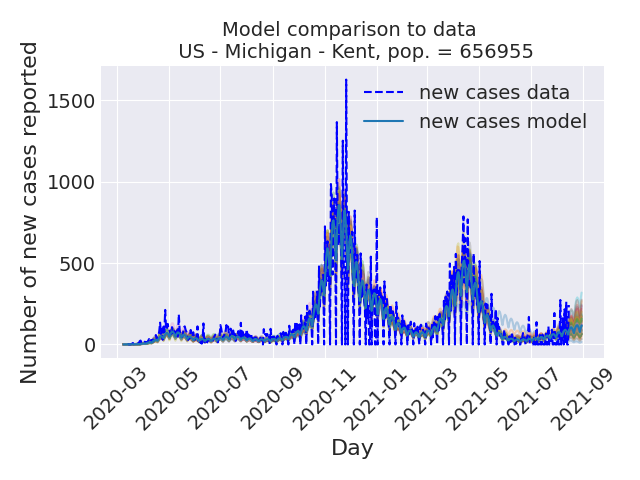 Model comparison to data
US - Michigan - Kent, pop. = 656955
Number of new cases reported
1500
1000
500
0
new cases data
new cases model
2020-03
2020-05
2020-07
2020-09
2020-11
2021-01
2021-03
2021-05
2021-07
2021-09
Day